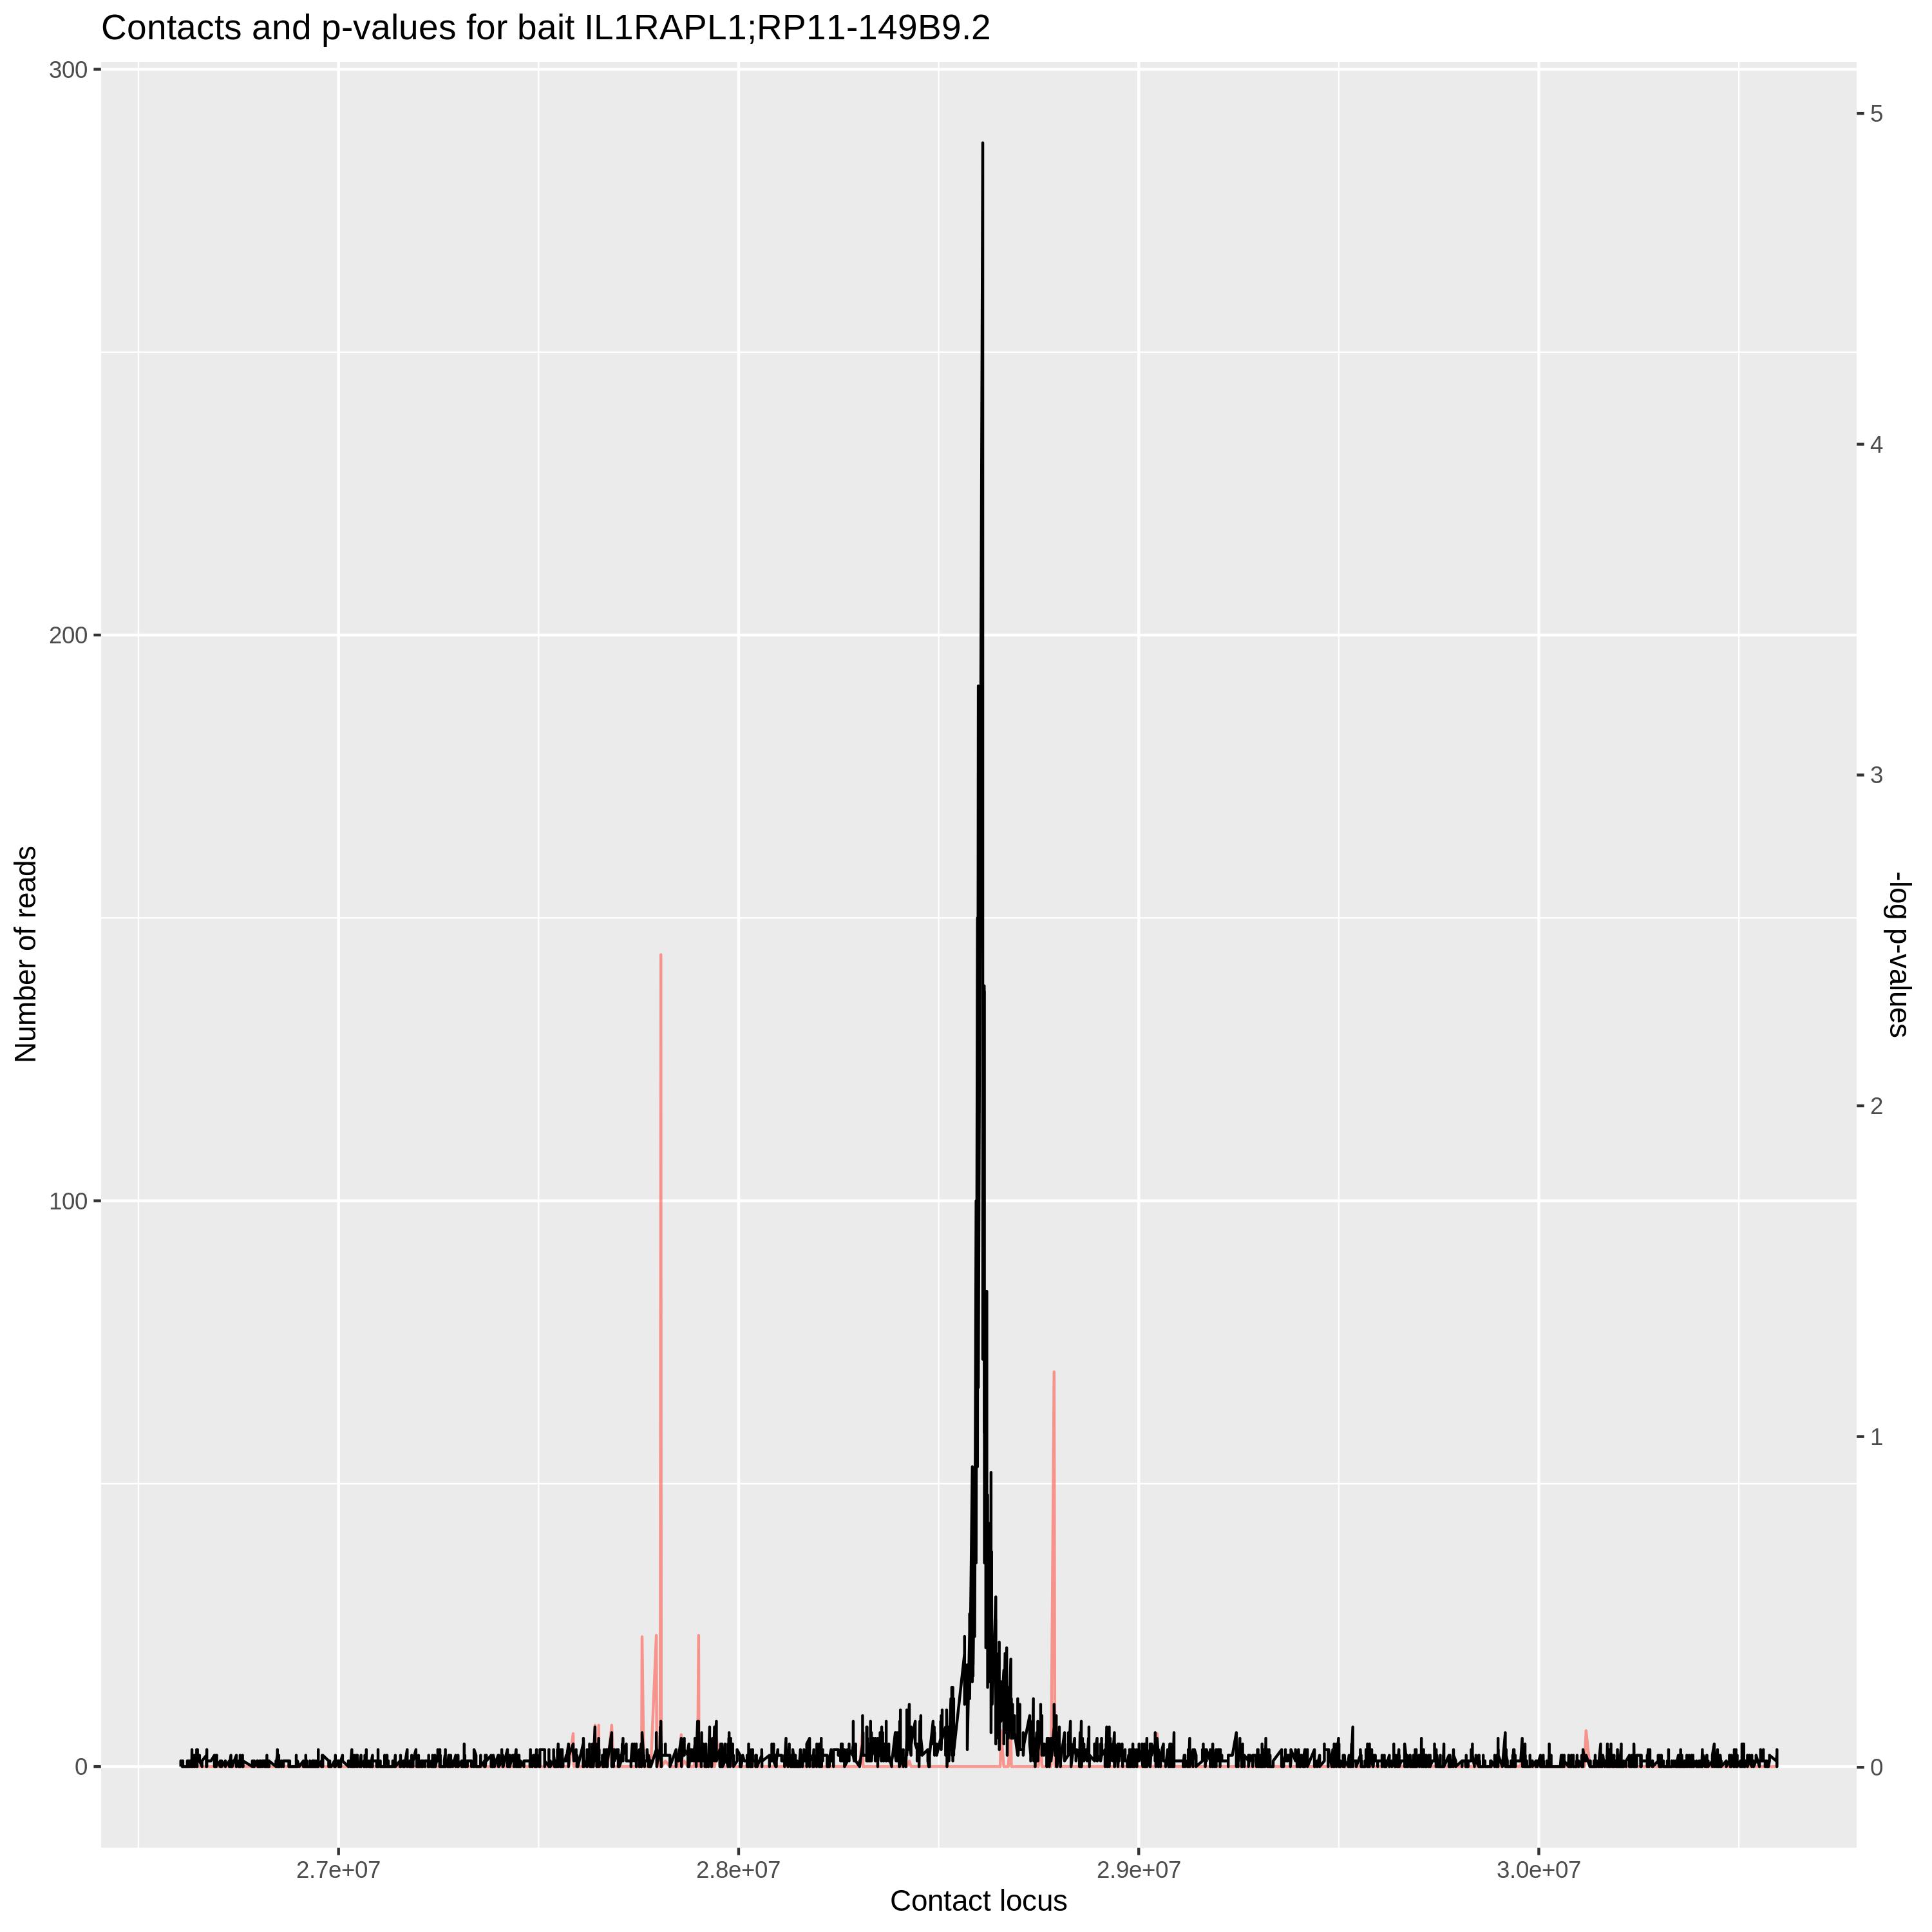 Contacts and p-values for bait IL1RAPL1;RP11-149B9.2
300
200
100
0
Number of reads
5
4
3
2
1
0
-log p-values
2.7e+07
2.8e+07
2.9e+07
3.0e+07
Contact locus